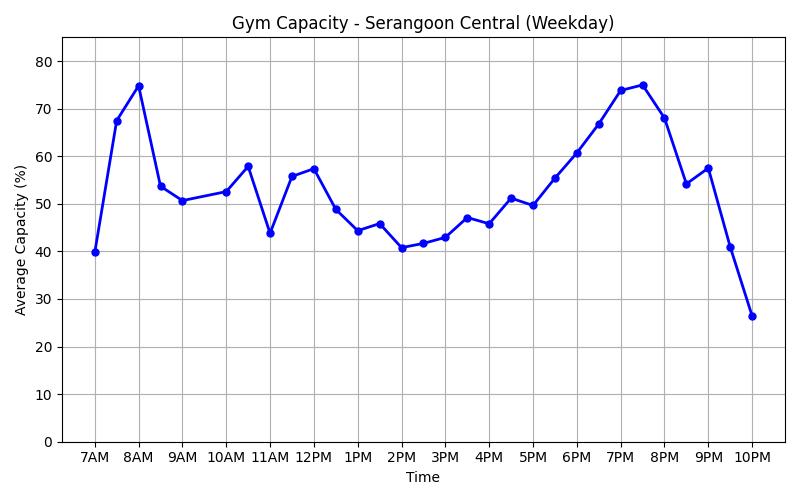 Gym Capacity - Serangoon Central (Weekday)
Average Capacity (%)
80
70
60
50
40
30
20
10
0
7AM 8AM 9AM 10AM 11AM 12PM 1PM 2PM 3PM 4PM 5PM 6PM 7PM 8PM 9PM 10PM
Time